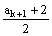 a_{k+1} + 2
2